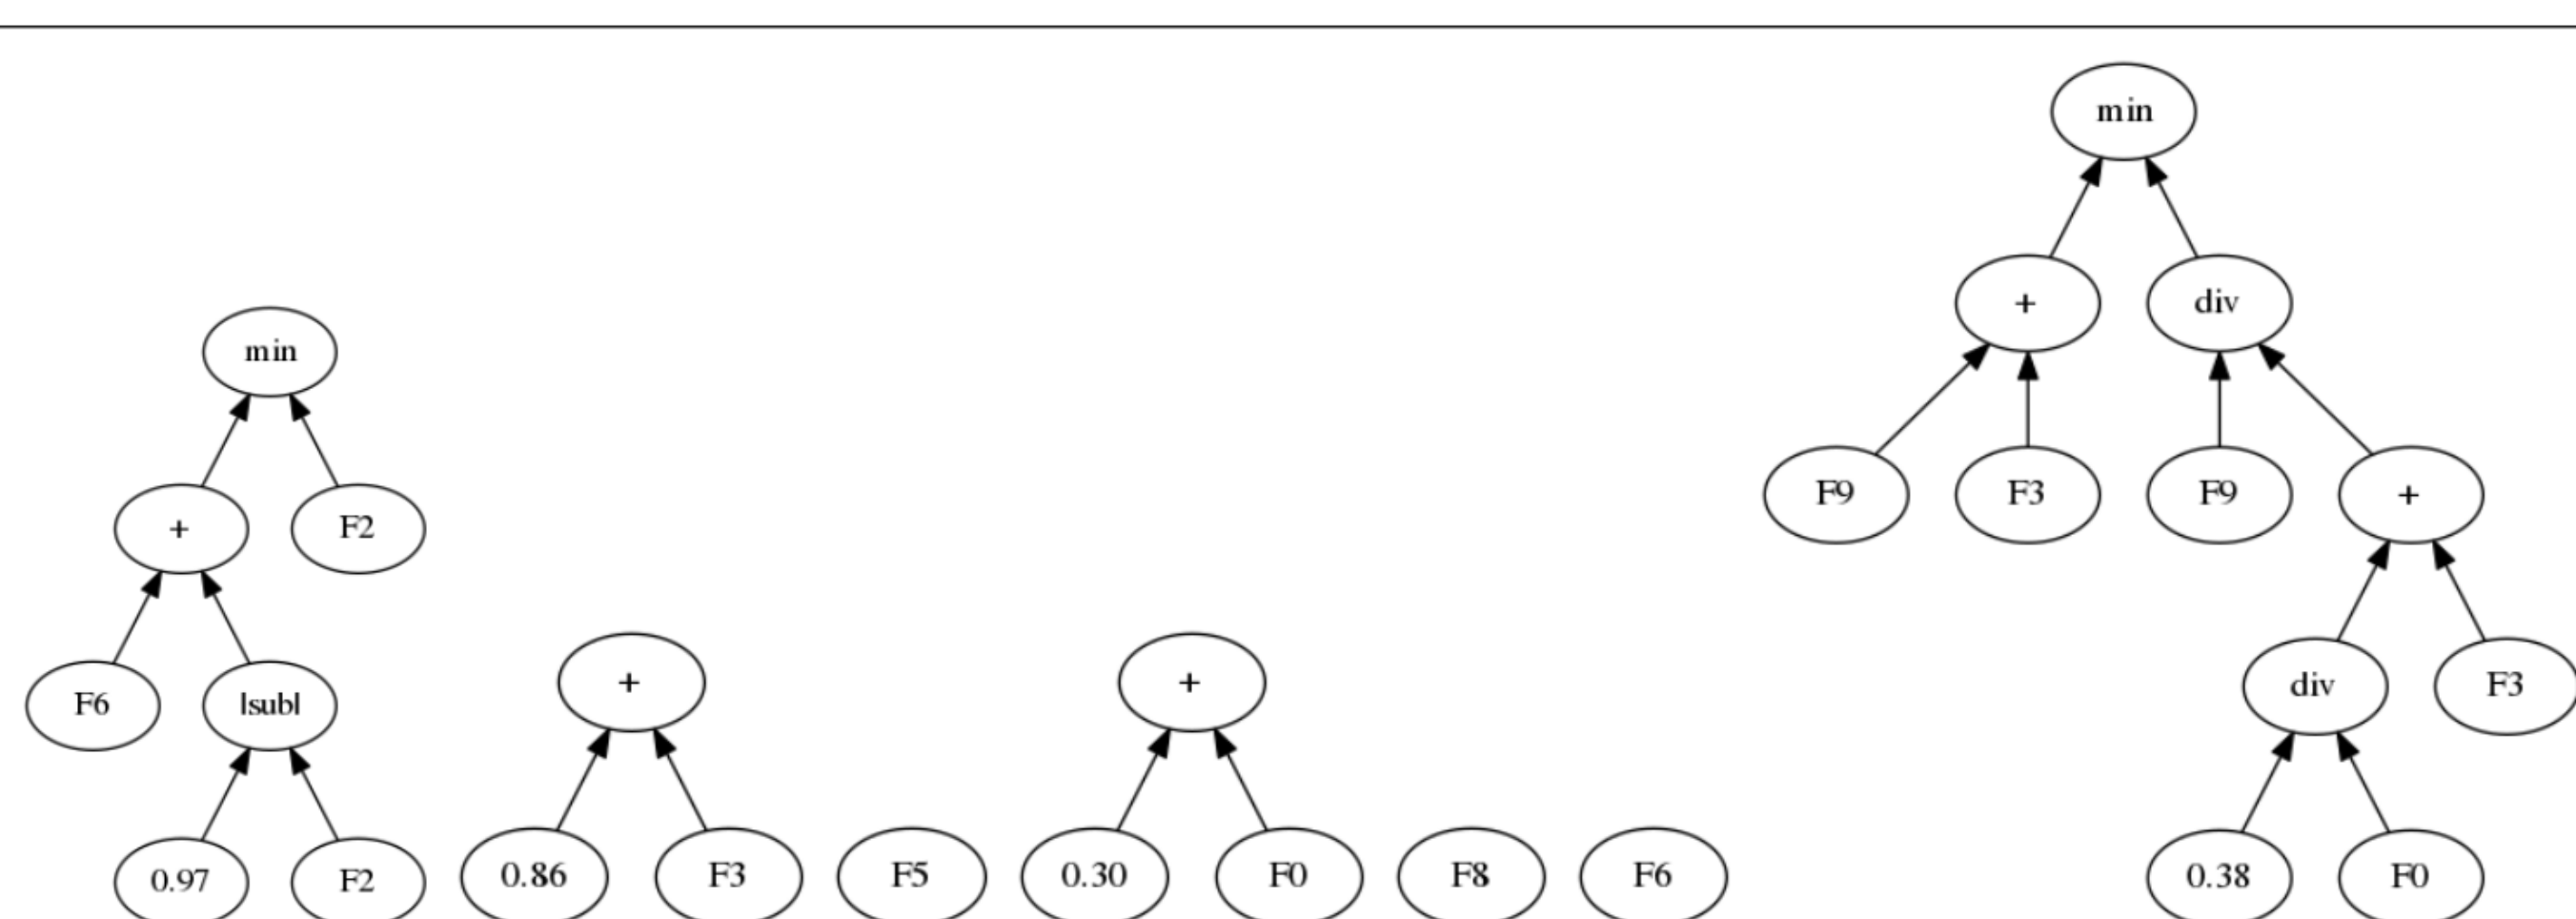 min
+ div
min
F9 F3 F9 +
+ F2
+ + div F3
F6 |sub|
0.97 F2 0.86 F3 F5 0.30 F0 F8 F6 0.38 F0